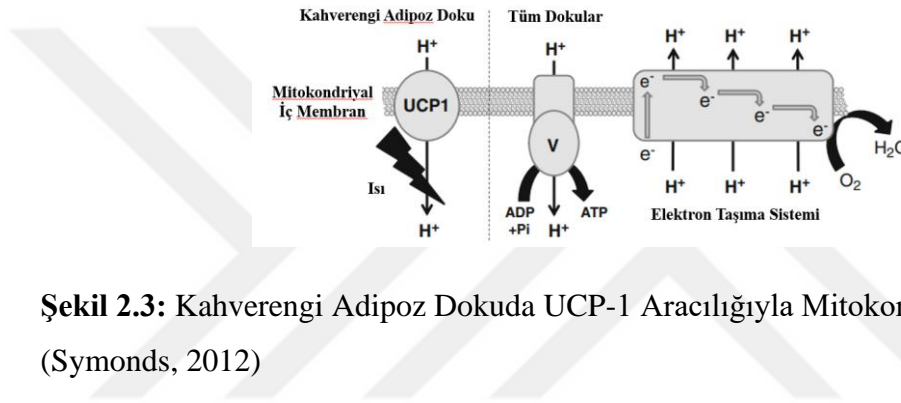 Kahverengi Adipoz Doku
Tüm Dokular
H⁺ H⁺ H⁺ H⁺ H⁺
Mitokondriyal
İç Membran
UCP1
V
e⁻ e⁻ e⁻ e⁻
e⁻
Isı
H₂O
O₂
H⁺ H⁺ H⁺
ADP
+Pi
ATP
H⁺ H⁺
Elektron Taşıma Sistemi
Şekil 2.3: Kahverengi Adipoz Dokuda UCP-1 Aracılığıyla
(Symonds, 2012)